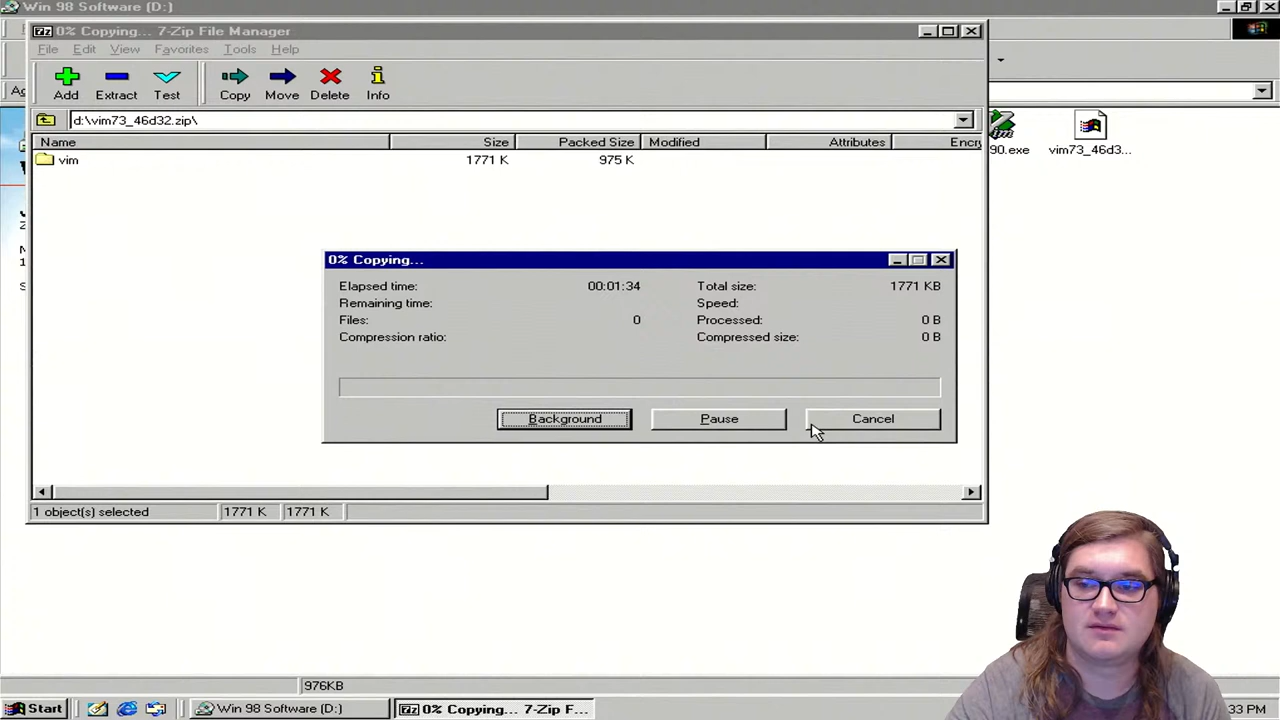 Win 98 Software (D:)
0% Copying... 7-Zip File Manager
File Edit View Favorites Tools Help
Add Extract Test Copy Move Delete Info
d:\vim73_46d32.zip\
Name Size Packed Size Modified Attributes Encry
vim 1771 K 975 K
90.exe
vim73_46d3...
0% Copying...
Elapsed time: 00:01:34 Total size: 1771 KB
Remaining time: Speed:
Files: 0 Processed: 0 B
Compression ratio: Compressed size: 0 B
Background Pause Cancel
1 object(s) selected 1771 K 1771 K
976KB
Start Win 98 Software (D:) 0% Copying... 7-Zip F... :33 PM